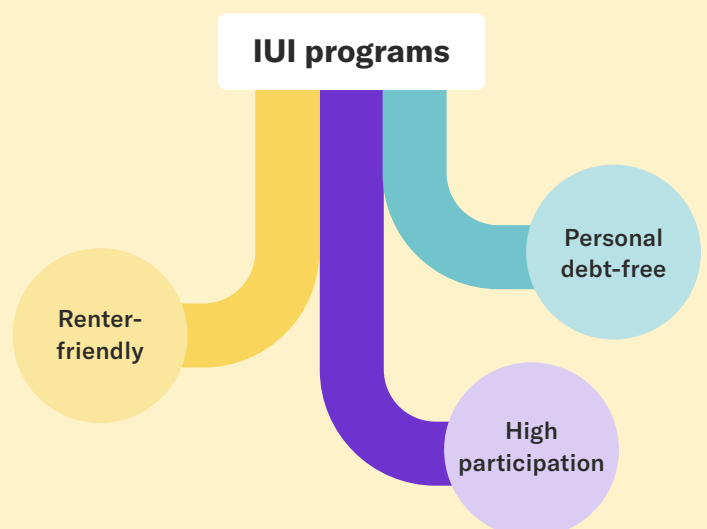 IUI programs
Personal
debt-free
Renter-
friendly
High
participation